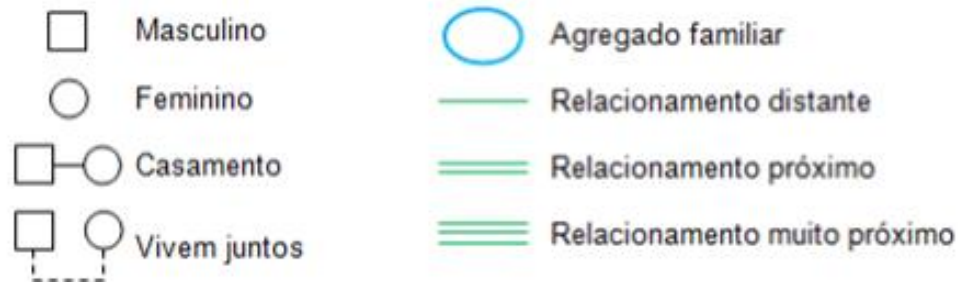 Masculino
Feminino
Casamento
Vivem juntos
Agregado familiar
Relacionamento distante
Relacionamento próximo
Relacionamento muito próximo